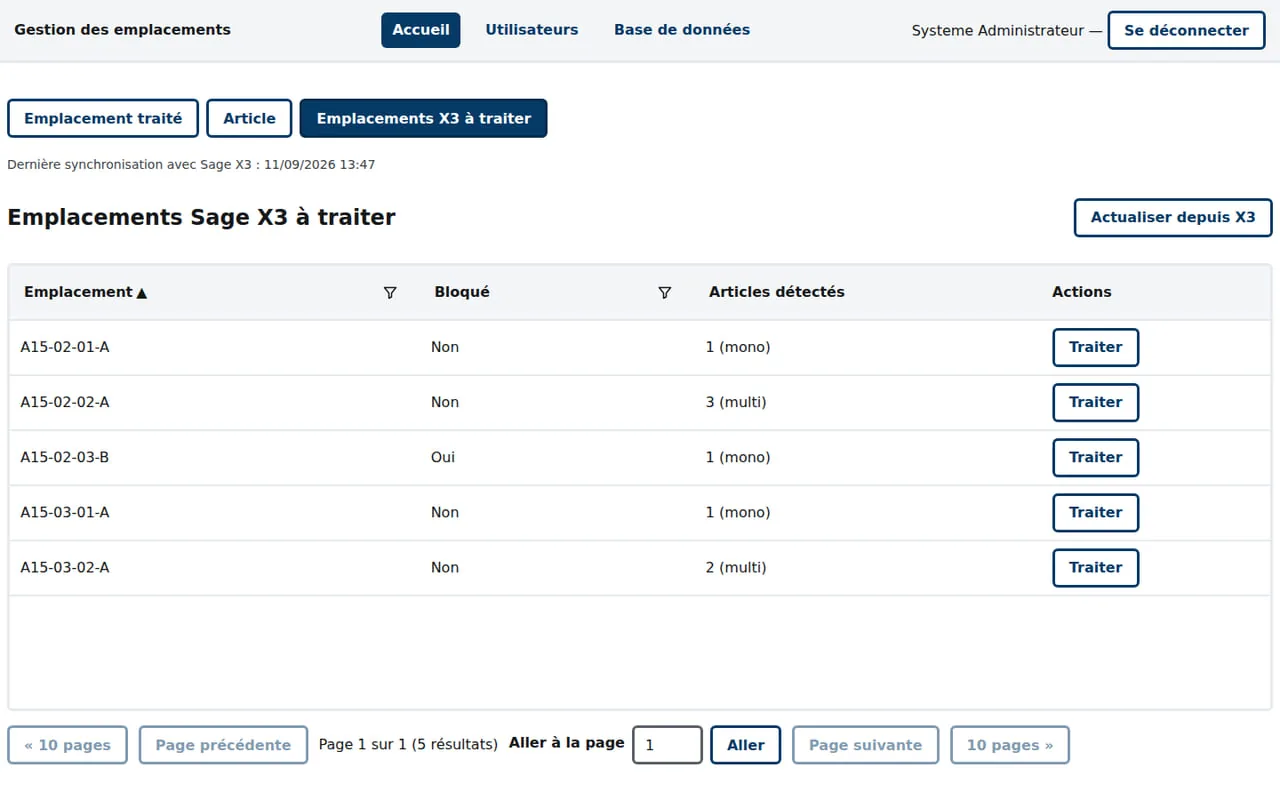 Gestion des emplacements Accueil Utilisateurs Base de données Systeme Administrateur — Se déconnecter
Emplacement traité Article Emplacements X3 à traiter
Dernière synchronisation avec Sage X3 : 11/09/2026 13:47
Emplacements Sage X3 à traiter Actualiser depuis X3
Emplacement ▲ Bloqué Articles détectés Actions
A15-02-01-A Non 1 (mono) Traiter
A15-02-02-A Non 3 (multi) Traiter
A15-02-03-B Oui 1 (mono) Traiter
A15-03-01-A Non 1 (mono) Traiter
A15-03-02-A Non 2 (multi) Traiter
« 10 pages Page précédente Page 1 sur 1 (5 résultats) Aller à la page 1 Aller Page suivante 10 pages »